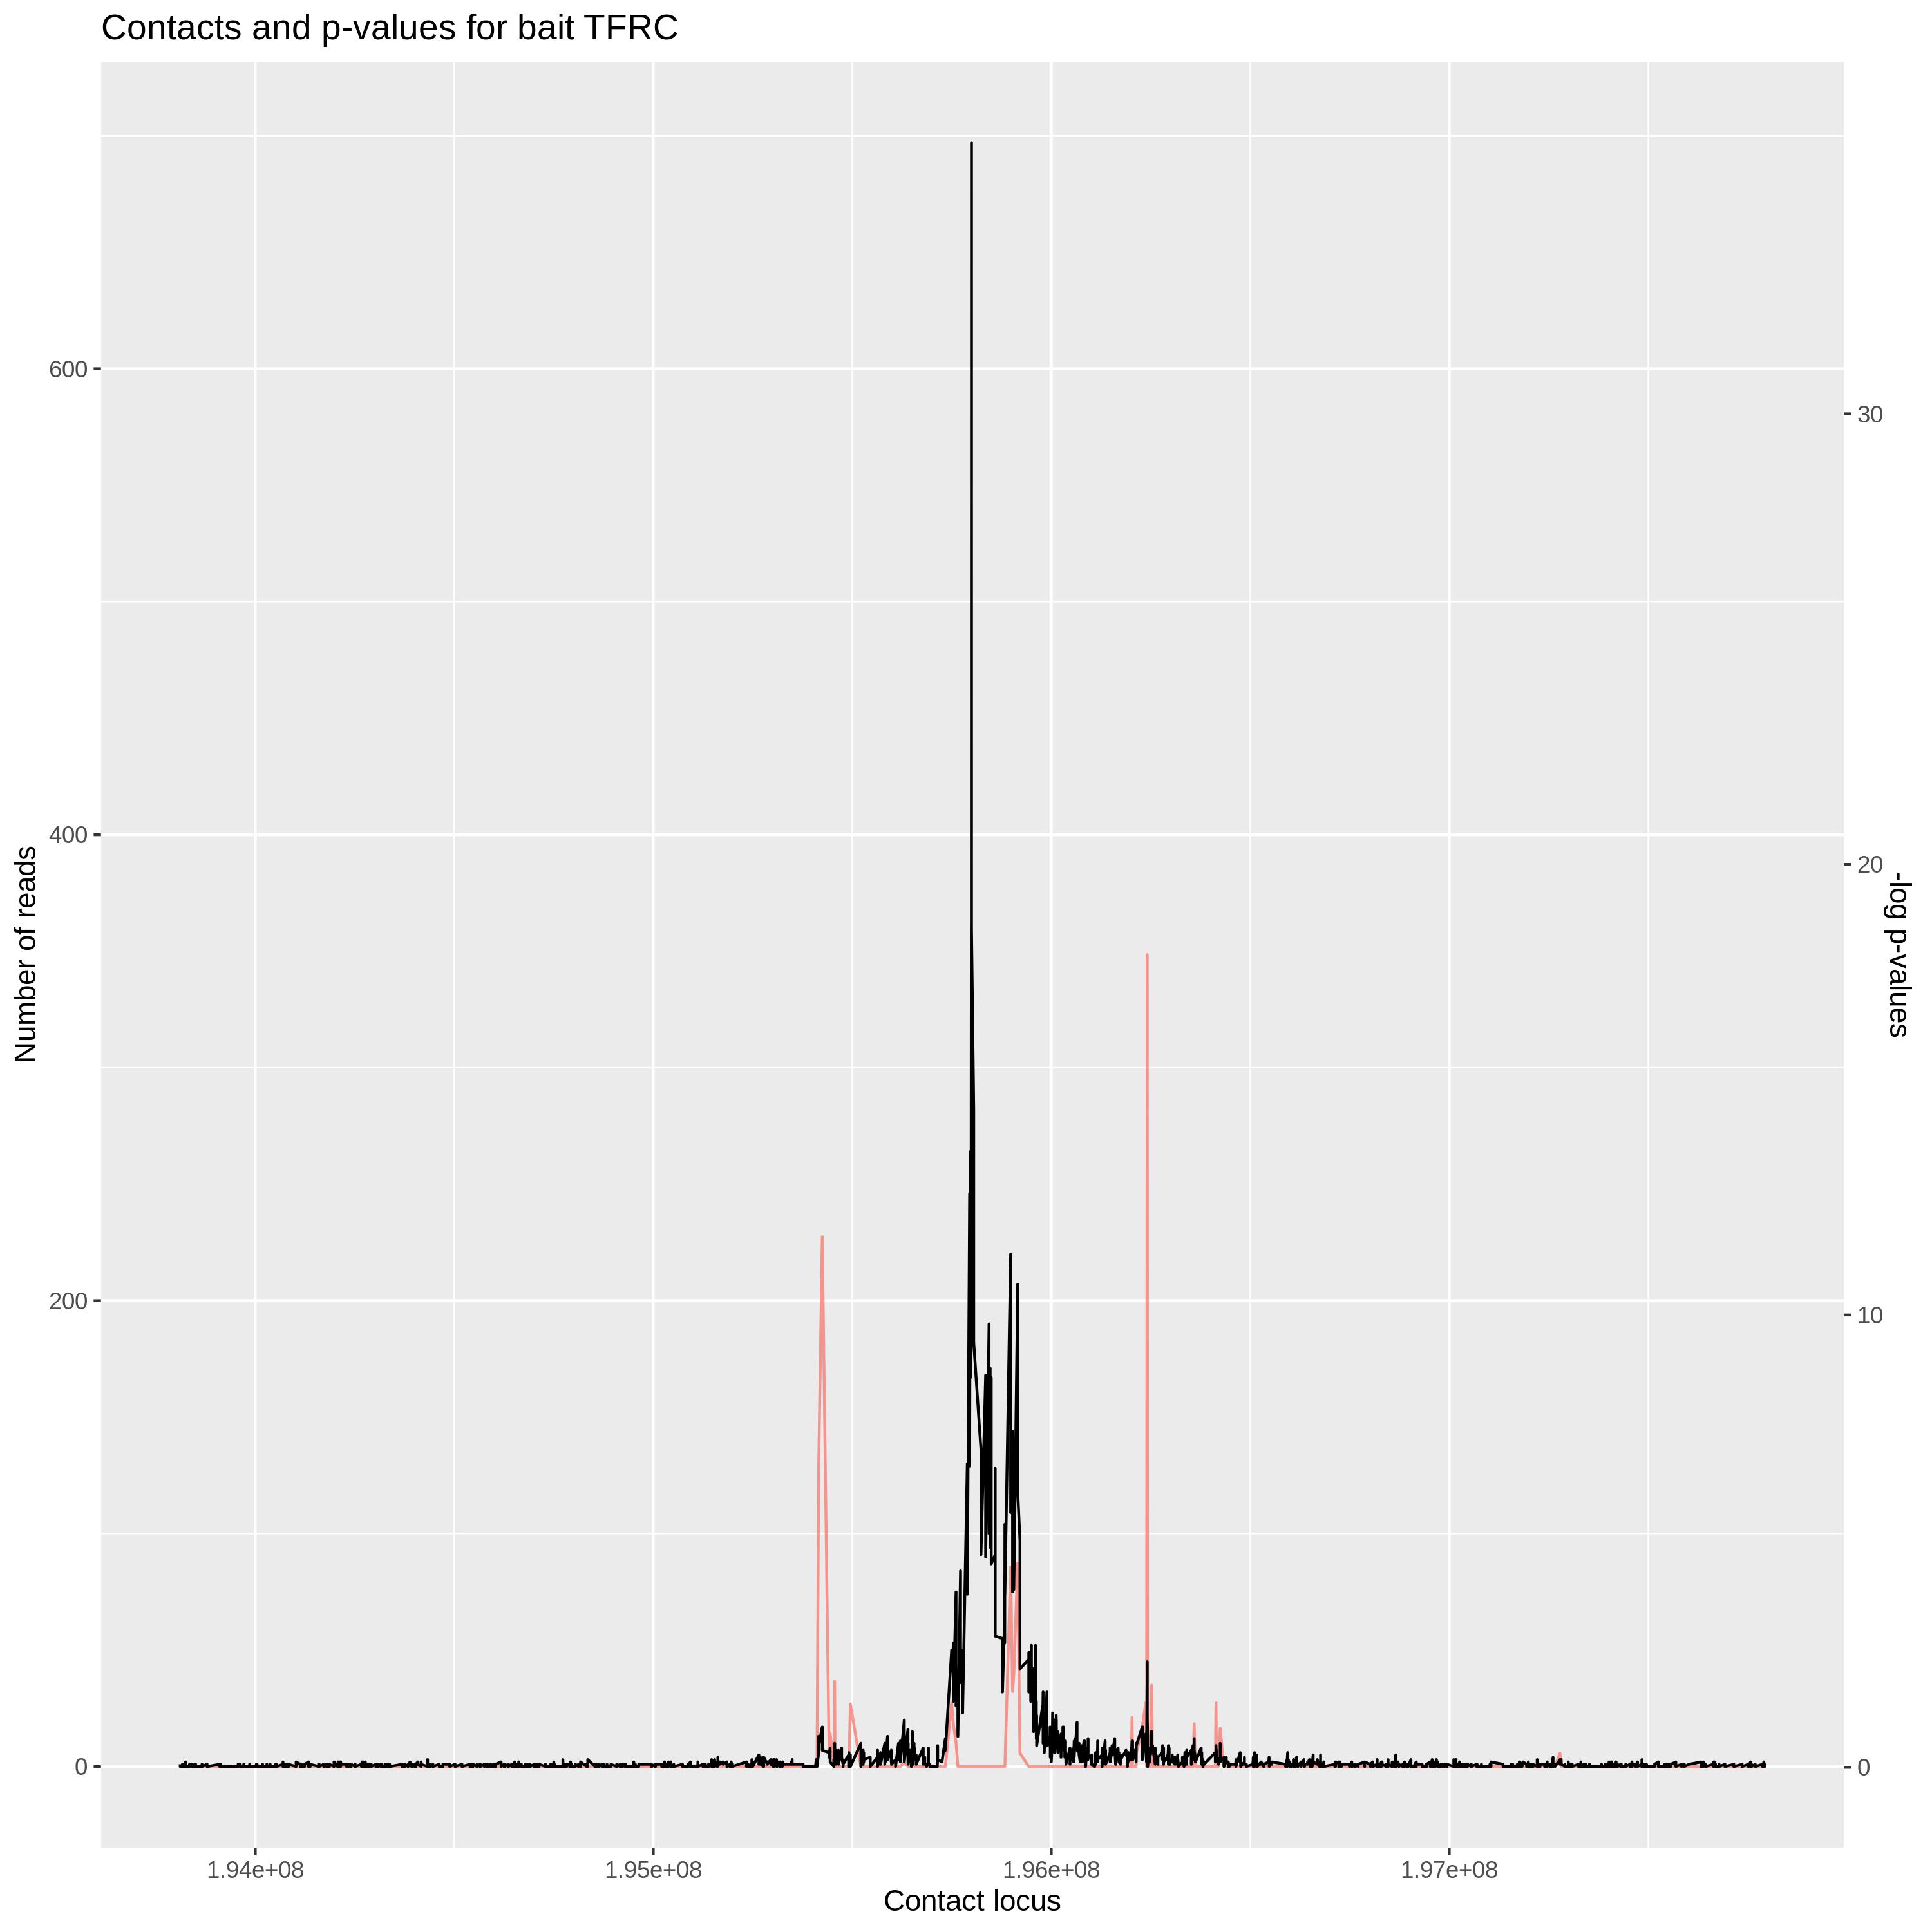 Contacts and p-values for bait TFRC
600
400
200
0
Number of reads
30
20
10
0
-log p-values
1.94e+08 1.95e+08 1.96e+08 1.97e+08
Contact locus